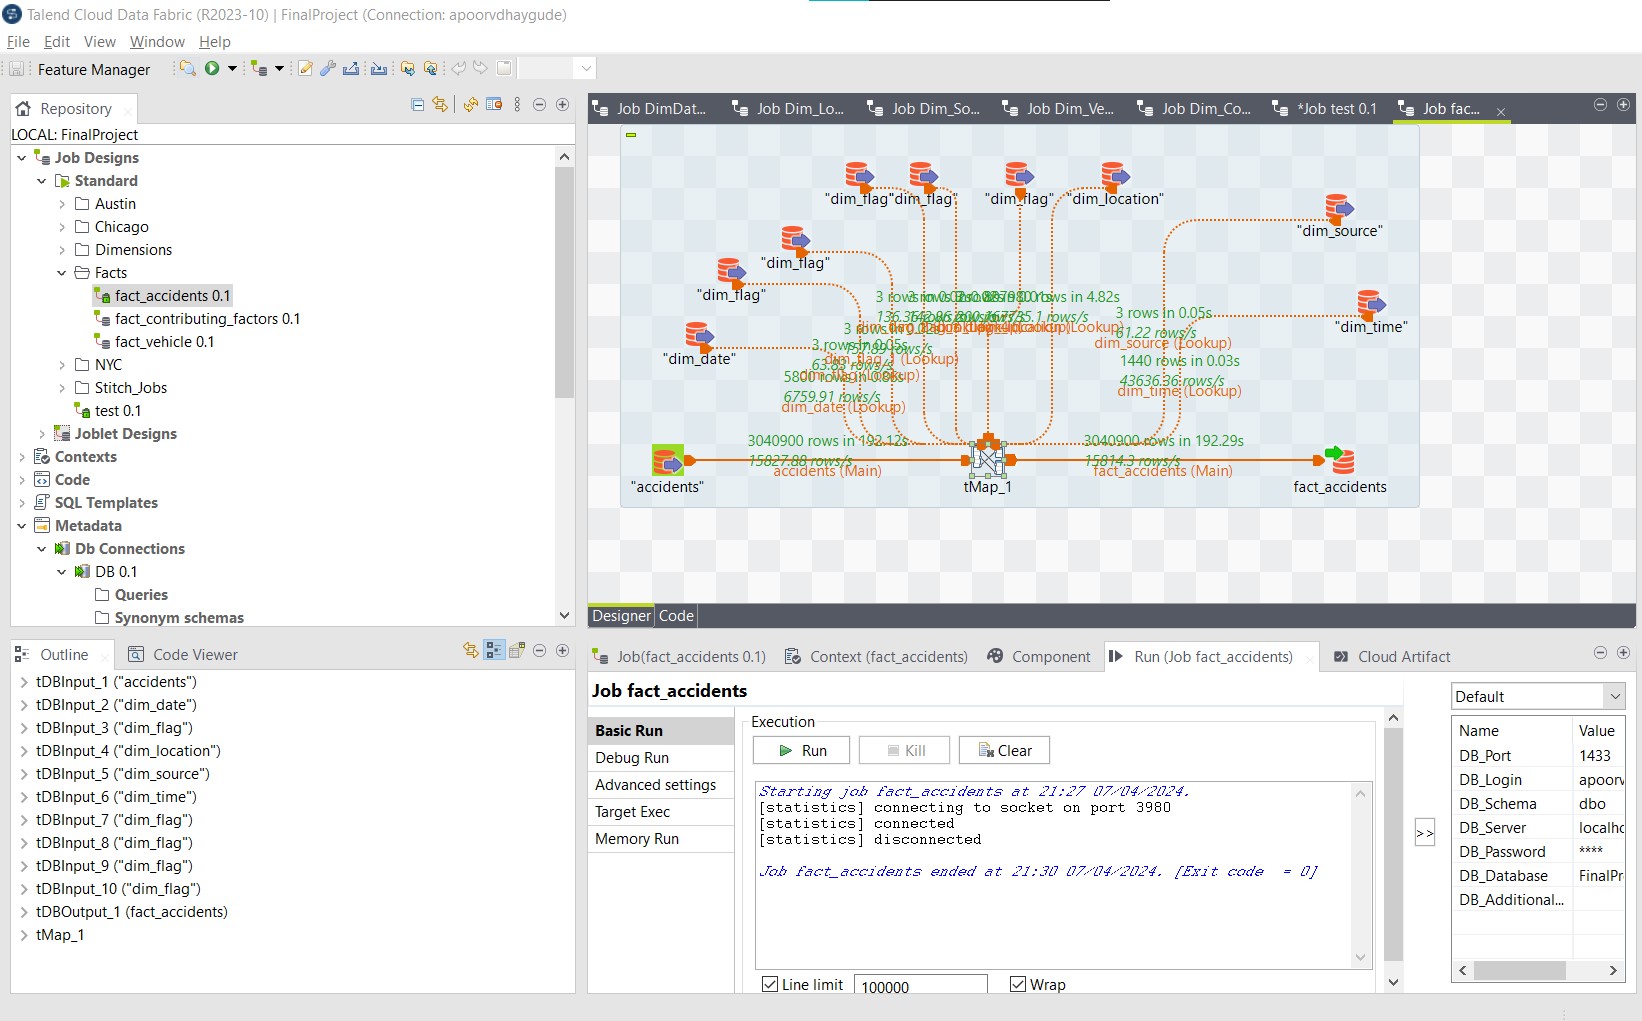 Talend Cloud Data Fabric (R2023-10) | FinalProject (Connection: apoorvdhaygude)
File Edit View Window Help
Feature Manager
Repository
LOCAL: FinalProject
Job Designs
Standard
Austin
Chicago
Dimensions
Facts
fact_accidents 0.1
fact_contributing_factors 0.1
fact_vehicle 0.1
NYC
Stitch_Jobs
test 0.1
Joblet Designs
Contexts
Code
SQL Templates
Metadata
Db Connections
DB 0.1
Queries
Synonym schemas
Job DimDat... Job Dim_Lo... Job Dim_So... Job Dim_Ve... Job Dim_Co... *Job test 0.1 Job fac...
"dim_flag" "dim_flag" "dim_flag" "dim_location"
"dim_source"
"dim_flag"
"dim_flag"
"dim_time"
"dim_date"
3 rows in 4.82s
3 rows in 0.05s
61.22 rows/s
dim_source (Lookup)
1440 rows in 0.03s
43636.36 rows/s
dim_time (Lookup)
3 rows in 0.05s
63.83 rows/s
6759.91 rows/s
dim_date (Lookup)
3040900 rows in 192.12s
15827.88 rows/s
accidents (Main)
3040900 rows in 192.29s
15814.3 rows/s
fact_accidents (Main)
"accidents" tMap_1 fact_accidents
Designer Code
Outline Code Viewer
tDBInput_1 ("accidents")
tDBInput_2 ("dim_date")
tDBInput_3 ("dim_flag")
tDBInput_4 ("dim_location")
tDBInput_5 ("dim_source")
tDBInput_6 ("dim_time")
tDBInput_7 ("dim_flag")
tDBInput_8 ("dim_flag")
tDBInput_9 ("dim_flag")
tDBInput_10 ("dim_flag")
tDBOutput_1 (fact_accidents)
tMap_1
Job(fact_accidents 0.1) Context (fact_accidents) Component Run (Job fact_accidents) Cloud Artifact
Job fact_accidents
Basic Run
Debug Run
Advanced settings
Target Exec
Memory Run
Execution
Run Kill Clear
Starting job fact_accidents at 21:27 07/04/2024.
[statistics] connecting to socket on port 3980
[statistics] connected
[statistics] disconnected
Job fact_accidents ended at 21:30 07/04/2024. [Exit code  = 0]
Line limit 100000 Wrap
>>
Default
Name Value
DB_Port 1433
DB_Login apoorv
DB_Schema dbo
DB_Server localho
DB_Password ****
DB_Database FinalPr
DB_Additional...